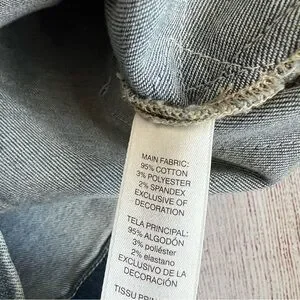 MAIN FABRIC:
95% COTTON
3% POLYESTER
2% SPANDEX
EXCLUSIVE OF
DECORATION
TELA PRINCIPAL:
95% ALGODÓN
3% poliéster
2% elastano
EXCLUSIVO DE LA
DECORACIÓN
TISSU